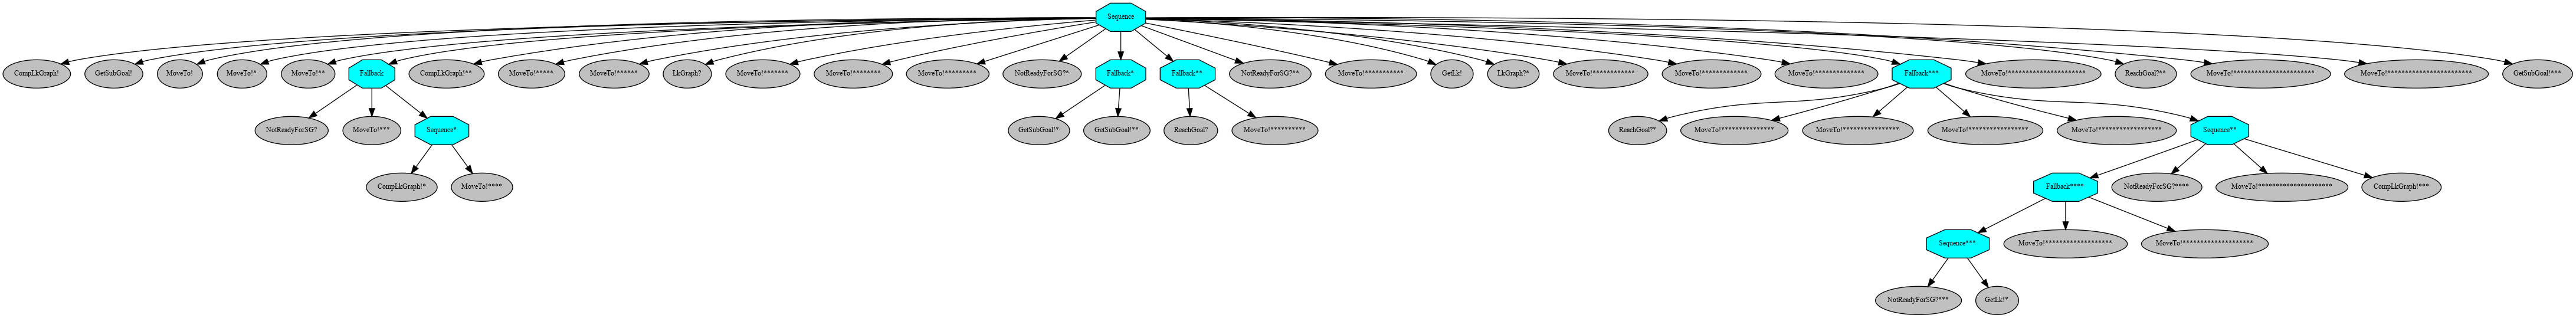 Sequence
CompLkGraph!
GetSubGoal!
MoveTo!
MoveTo!*
MoveTo!**
Fallback
CompLkGraph!**
MoveTo!*****
MoveTo!******
LkGraph?
MoveTo!*******
MoveTo!********
MoveTo!*********
NotReadyForSG?*
Fallback*
Fallback**
NotReadyForSG?**
MoveTo!***********
GetLk!
LkGraph?*
MoveTo!************
MoveTo!*************
MoveTo!**************
Fallback***
MoveTo!**********************
ReachGoal?**
MoveTo!***********************
MoveTo!************************
GetSubGoal!***
NotReadyForSG?
MoveTo!***
Sequence*
GetSubGoal!*
GetSubGoal!**
ReachGoal?
MoveTo!**********
ReachGoal?*
MoveTo!***************
MoveTo!****************
MoveTo!*****************
MoveTo!******************
Sequence**
CompLkGraph!*
MoveTo!****
Fallback****
NotReadyForSG?****
MoveTo!*********************
CompLkGraph!***
Sequence***
MoveTo!*******************
MoveTo!********************
NotReadyForSG?***
GetLk!*